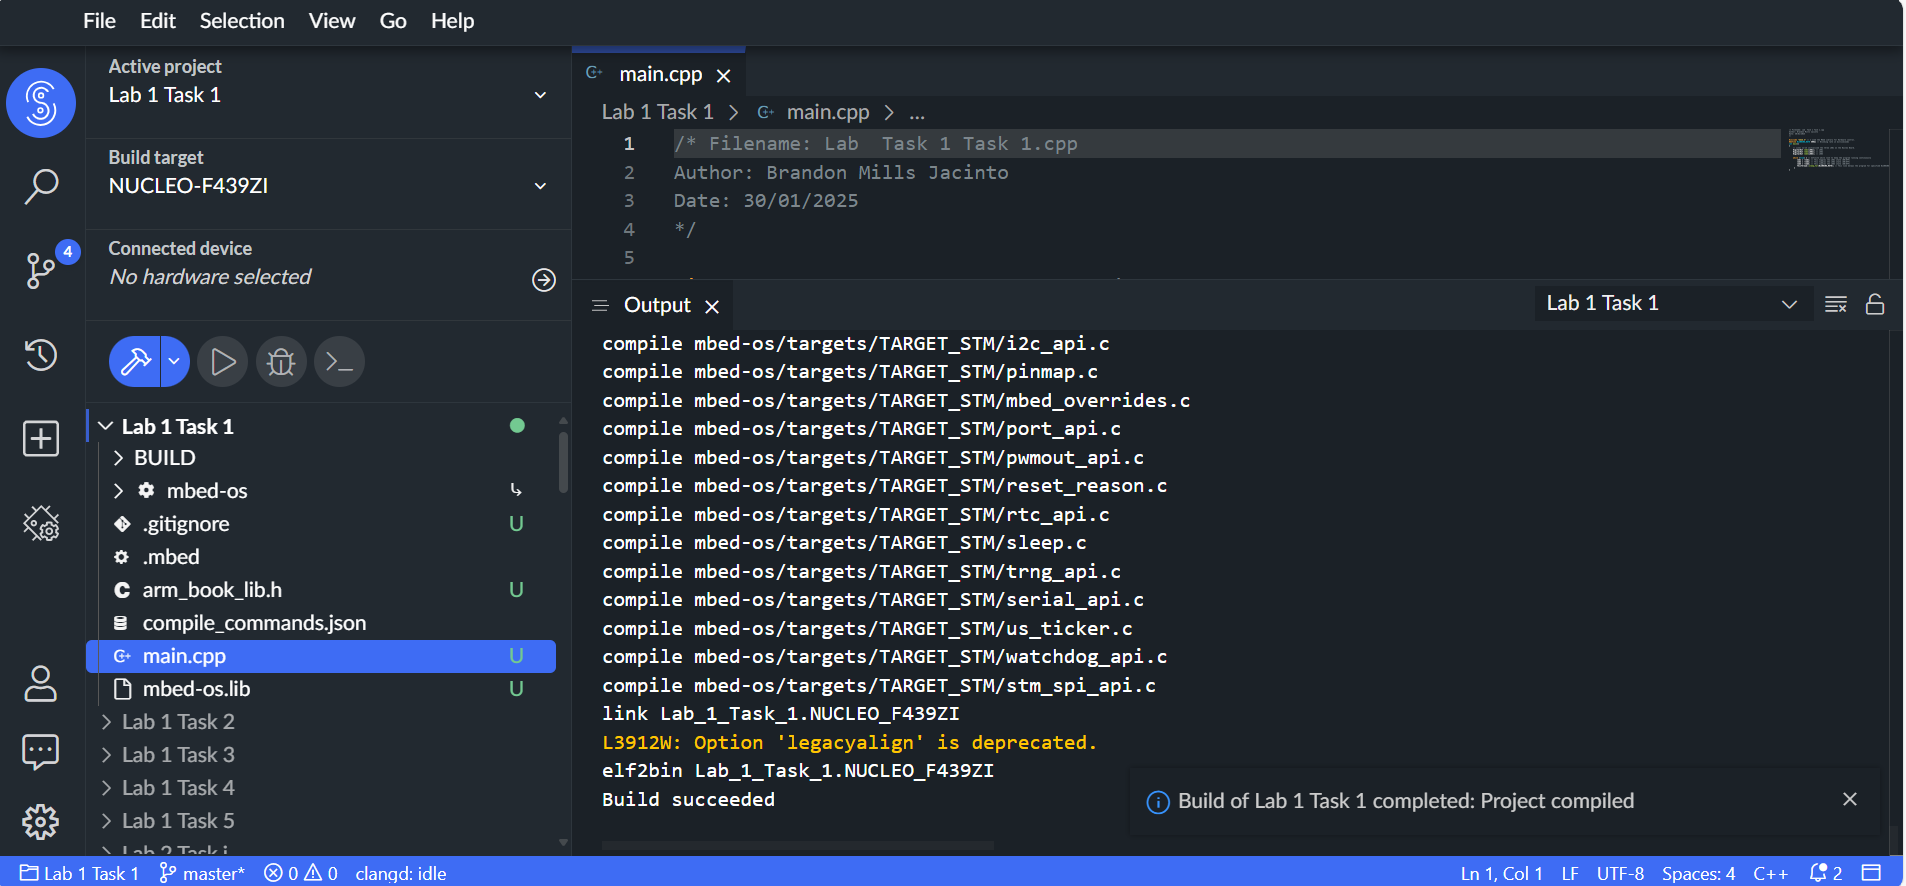 File Edit Selection View Go Help
Active project
Lab 1 Task 1
Build target
NUCLEO-F439ZI
Connected device
No hardware selected
4
Lab 1 Task 1
BUILD
mbed-os
.gitignore U
.mbed
arm_book_lib.h U
compile_commands.json
main.cpp U
mbed-os.lib U
Lab 1 Task 2
Lab 1 Task 3
Lab 1 Task 4
Lab 1 Task 5
Lab 2 Task i
main.cpp
Lab 1 Task 1 > main.cpp > ...
1 /* Filename: Lab  Task 1 Task 1.cpp
2 Author: Brandon Mills Jacinto
3 Date: 30/01/2025
4 */
5
Output
Lab 1 Task 1
compile mbed-os/targets/TARGET_STM/i2c_api.c
compile mbed-os/targets/TARGET_STM/pinmap.c
compile mbed-os/targets/TARGET_STM/mbed_overrides.c
compile mbed-os/targets/TARGET_STM/port_api.c
compile mbed-os/targets/TARGET_STM/pwmout_api.c
compile mbed-os/targets/TARGET_STM/reset_reason.c
compile mbed-os/targets/TARGET_STM/rtc_api.c
compile mbed-os/targets/TARGET_STM/sleep.c
compile mbed-os/targets/TARGET_STM/trng_api.c
compile mbed-os/targets/TARGET_STM/serial_api.c
compile mbed-os/targets/TARGET_STM/us_ticker.c
compile mbed-os/targets/TARGET_STM/watchdog_api.c
compile mbed-os/targets/TARGET_STM/stm_spi_api.c
link Lab_1_Task_1.NUCLEO_F439ZI
L3912W: Option 'legacyalign' is deprecated.
elf2bin Lab_1_Task_1.NUCLEO_F439ZI
Build succeeded
Build of Lab 1 Task 1 completed: Project compiled
Lab 1 Task 1 master* 0 0 clangd: idle
Ln 1, Col 1 LF UTF-8 Spaces: 4 C++ 2